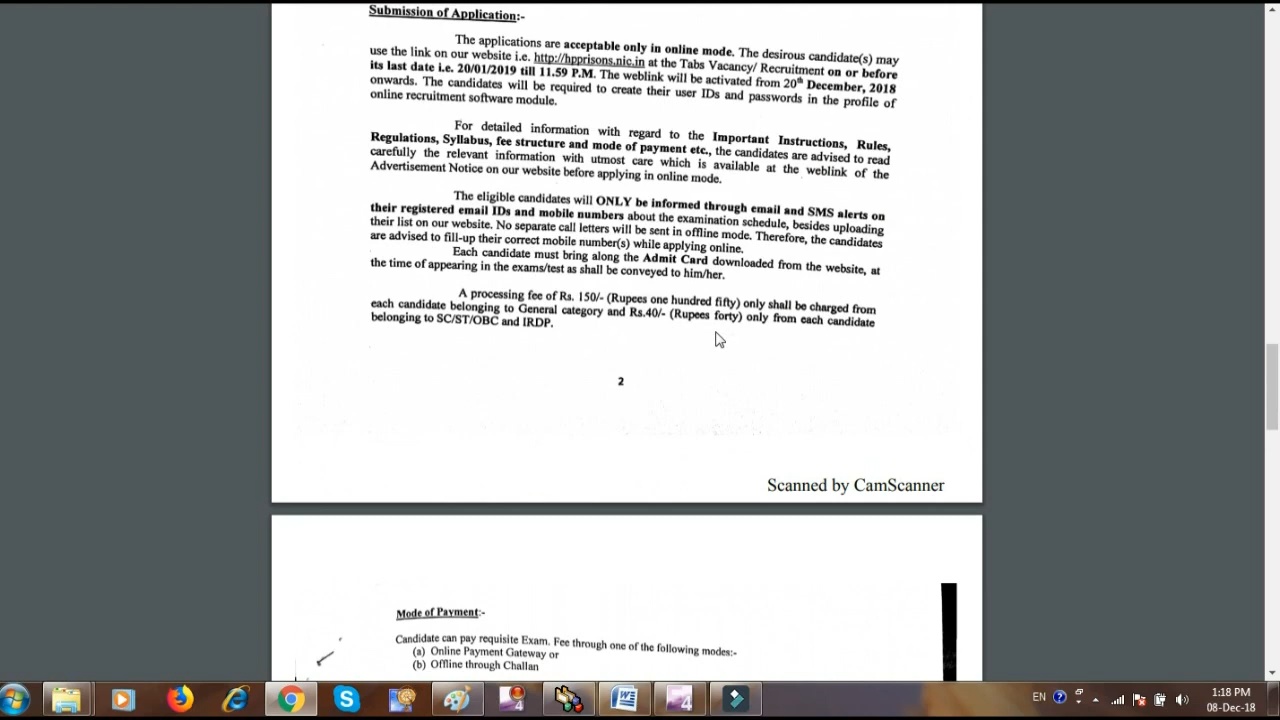 Submission of Application:-
The applications are acceptable only in online mode. The desirous candidate(s) may
use the link on our website i.e. http://hpprisons.nic.in at the Tabs Vacancy/ Recruitment on or before
its last date i.e. 20/01/2019 till 11.59 P.M. The weblink will be activated from 20th December, 2018
onwards. The candidates will be required to create their user IDs and passwords in the profile of
online recruitment software module.
For detailed information with regard to the Important Instructions, Rules,
Regulations, Syllabus, fee structure and mode of payment etc., the candidates are advised to read
carefully the relevant information with utmost care which is available at the weblink of the
Advertisement Notice on our website before applying in online mode.
The eligible candidates will ONLY be informed through email and SMS alerts on
their registered email IDs and mobile numbers about the examination schedule, besides uploading
their list on our website. No separate call letters will be sent in offline mode. Therefore, the candidates
are advised to fill-up their correct mobile number(s) while applying online.
Each candidate must bring along the Admit Card downloaded from the website, at
the time of appearing in the exams/test as shall be conveyed to him/her.
A processing fee of Rs. 150/- (Rupees one hundred fifty) only shall be charged from
each candidate belonging to General category and Rs.40/- (Rupees forty) only from each candidate
belonging to SC/ST/OBC and IRDP.
2
Scanned by CamScanner
Mode of Payment:-
Candidate can pay requisite Exam. Fee through one of the following modes:-
(a) Online Payment Gateway or
(b) Offline through Challan
EN
1:18 PM
08-Dec-18